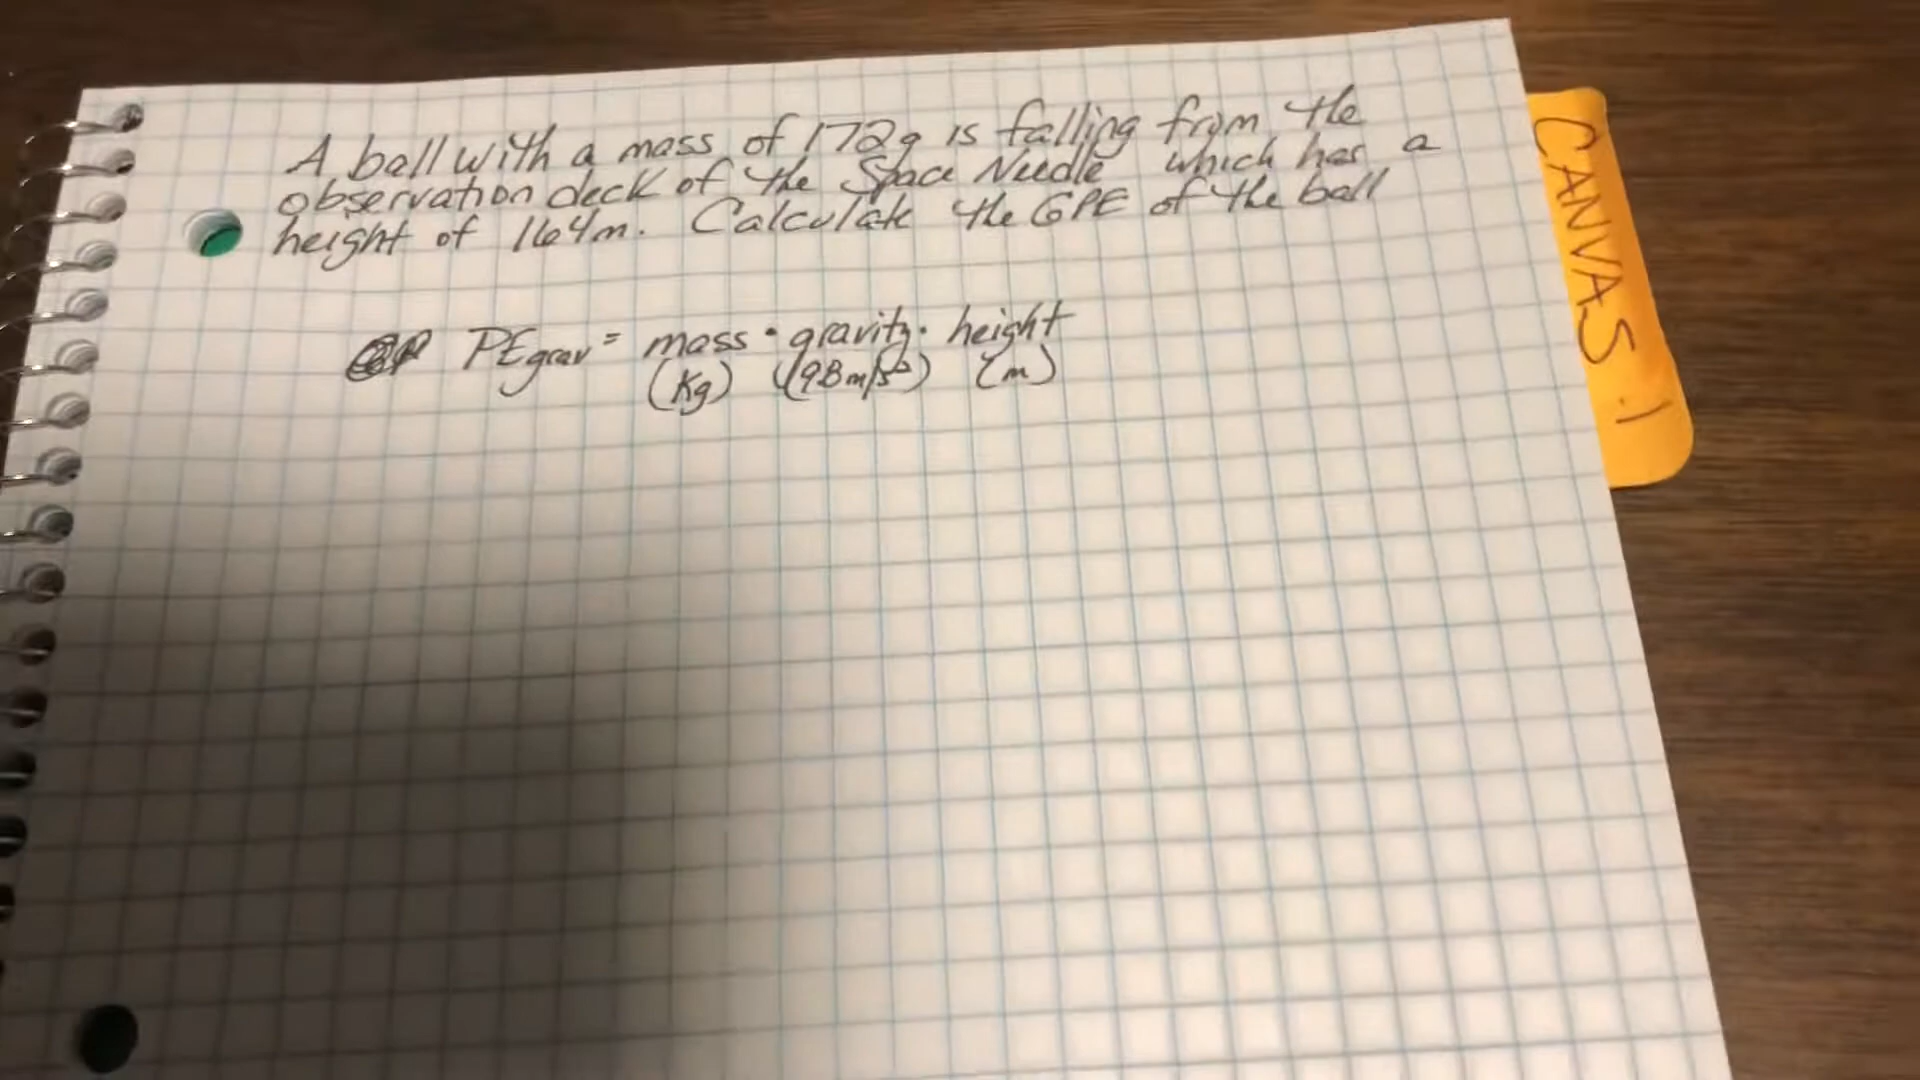 A ball with a mass of 172g is falling from the
observation deck of the Space Needle which has a
height of 164m. Calculate the GPE of the ball
PEgrav = mass · gravity · height
(Kg) (9.8m/s²) (m)
CANVAS.1